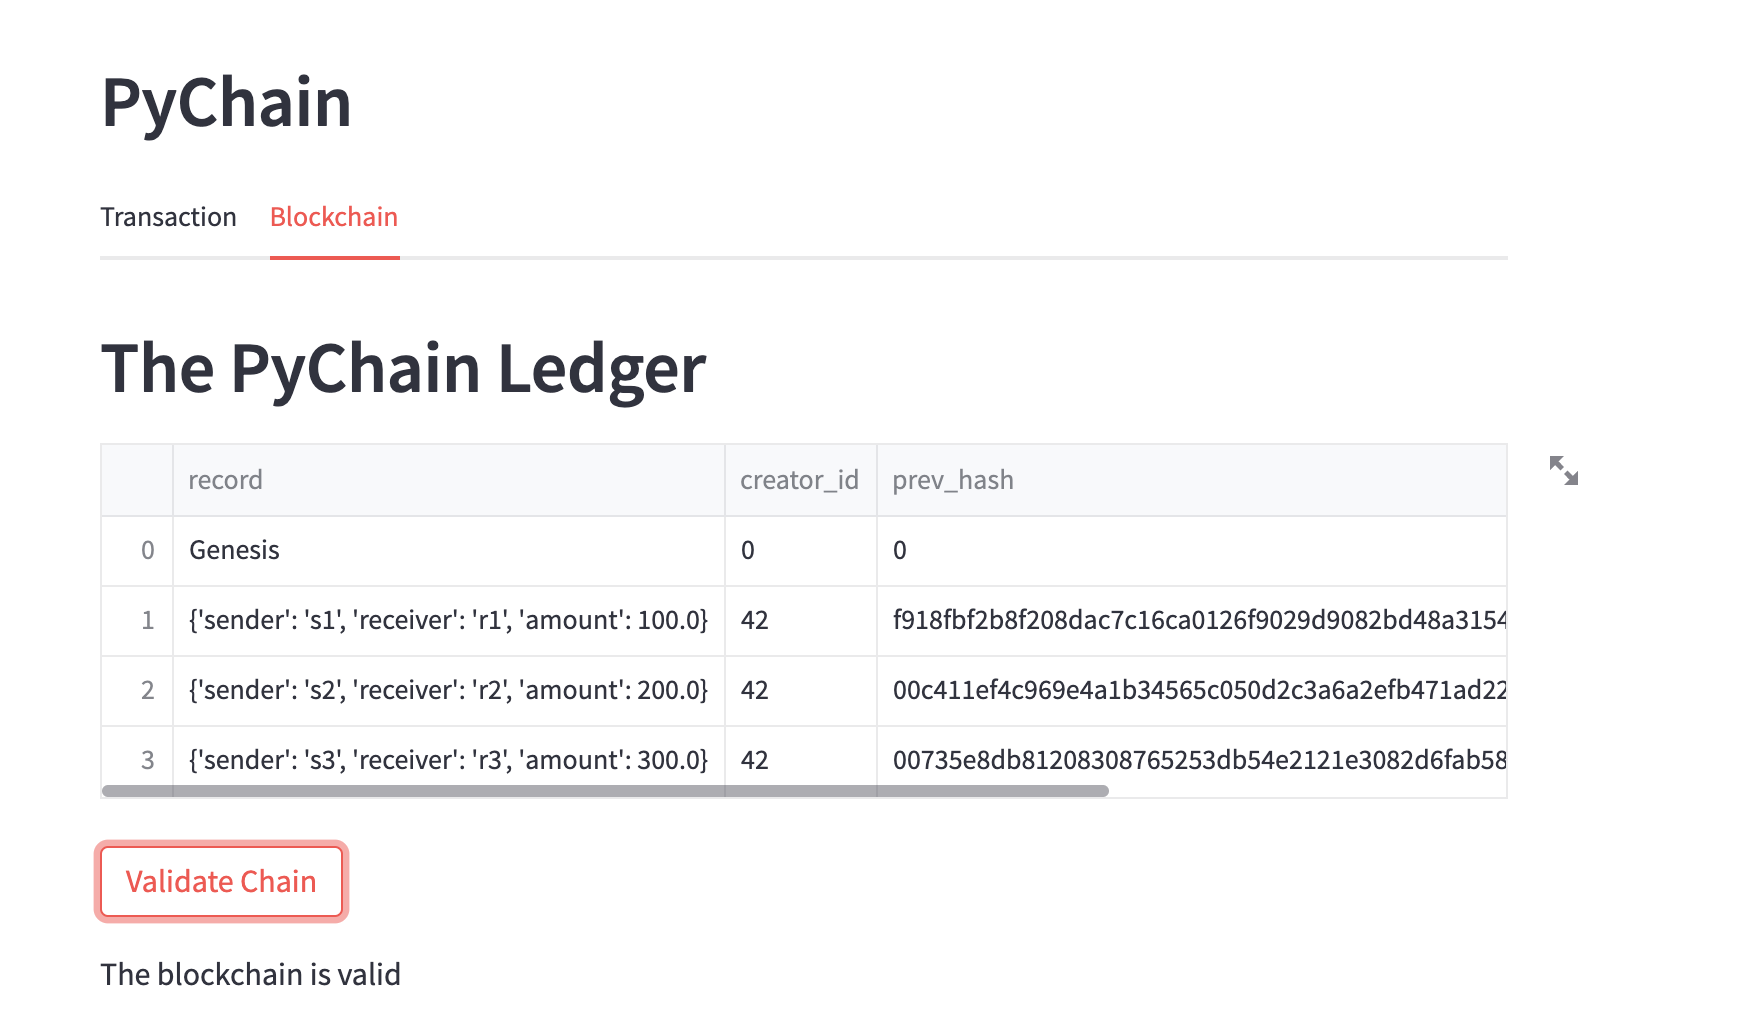 PyChain
Transaction Blockchain
The PyChain Ledger
record creator_id prev_hash
0 Genesis 0 0
1 {'sender': 's1', 'receiver': 'r1', 'amount': 100.0} 42 f918fbf2b8f208dac7c16ca0126f9029d9082bd48a3154
2 {'sender': 's2', 'receiver': 'r2', 'amount': 200.0} 42 00c411ef4c969e4a1b34565c050d2c3a6a2efb471ad22
3 {'sender': 's3', 'receiver': 'r3', 'amount': 300.0} 42 00735e8db81208308765253db54e2121e3082d6fab58
Validate Chain
The blockchain is valid